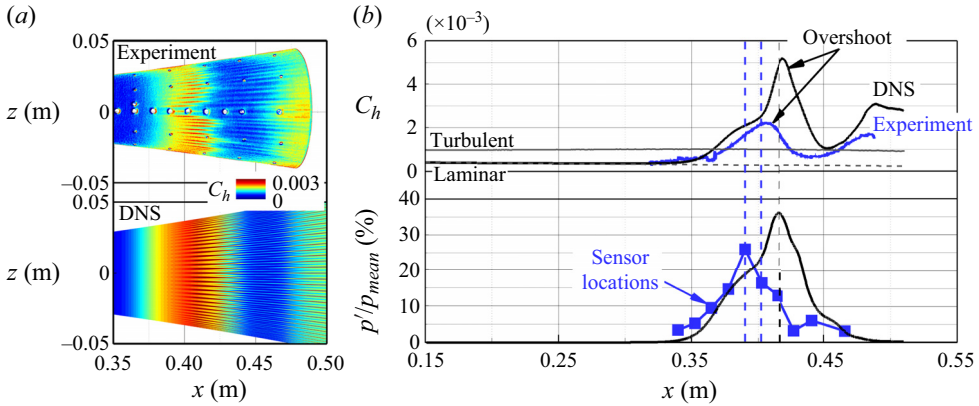 (a)
0.05
Experiment
z (m)
0
−0.05
C_h
0.003
0
0.05
DNS
z (m)
0
−0.05
0.35
0.40
0.45
0.50
x (m)
(b)
(×10⁻³)
6
Overshoot
4
C_h
DNS
2
Experiment
Turbulent
0
Laminar
40
30
p′/p_mean (%)
20
Sensor
locations
10
0
0.15
0.25
0.35
0.45
0.55
x (m)